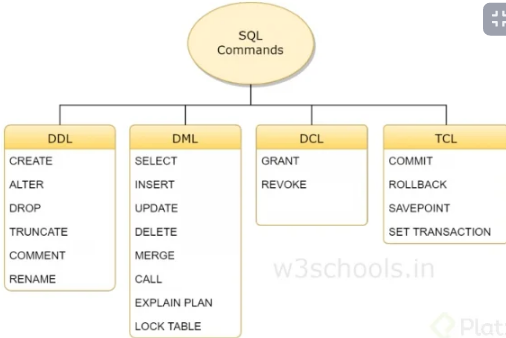 SQL
Commands
DDL
CREATE
ALTER
DROP
TRUNCATE
COMMENT
RENAME
DML
SELECT
INSERT
UPDATE
DELETE
MERGE
CALL
EXPLAIN PLAN
LOCK TABLE
DCL
GRANT
REVOKE
TCL
COMMIT
ROLLBACK
SAVEPOINT
SET TRANSACTION
w3schools.in
Platz